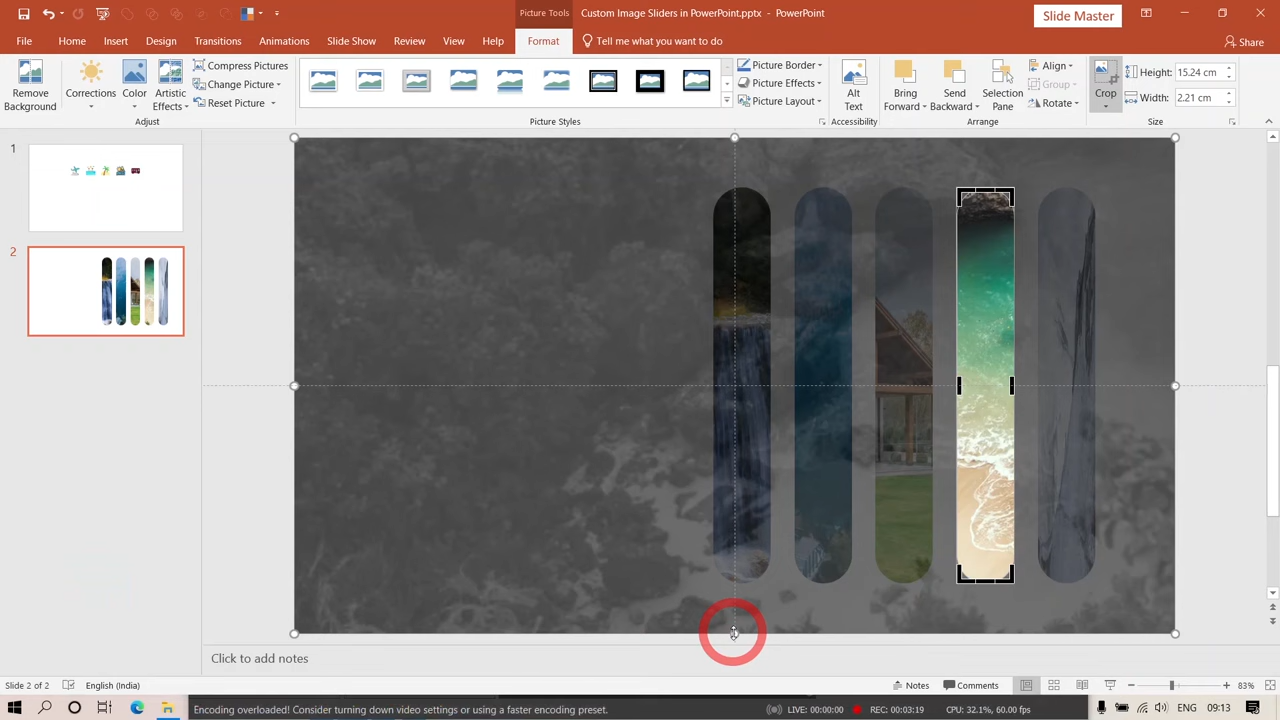 Picture Tools
Custom Image Sliders in PowerPoint.pptx - PowerPoint
Slide Master
File
Home
Insert
Design
Transitions
Animations
Slide Show
Review
View
Help
Format
Tell me what you want to do
Share
Remove
Background
Corrections
Color
Artistic
Effects
Compress Pictures
Change Picture
Reset Picture
Adjust
Picture Border
Picture Effects
Picture Layout
Picture Styles
Alt
Text
Accessibility
Bring
Forward
Send
Backward
Selection
Pane
Align
Group
Rotate
Arrange
Crop
Height: 15.24 cm
Width: 2.21 cm
Size
1
2
Click to add notes
Slide 2 of 2
English (India)
Notes
Comments
83%
Encoding overloaded! Consider turning down video settings or using a faster encoding preset.
LIVE: 00:00:00
REC: 00:03:19
CPU: 32.1%, 60.00 fps
ENG
09:13